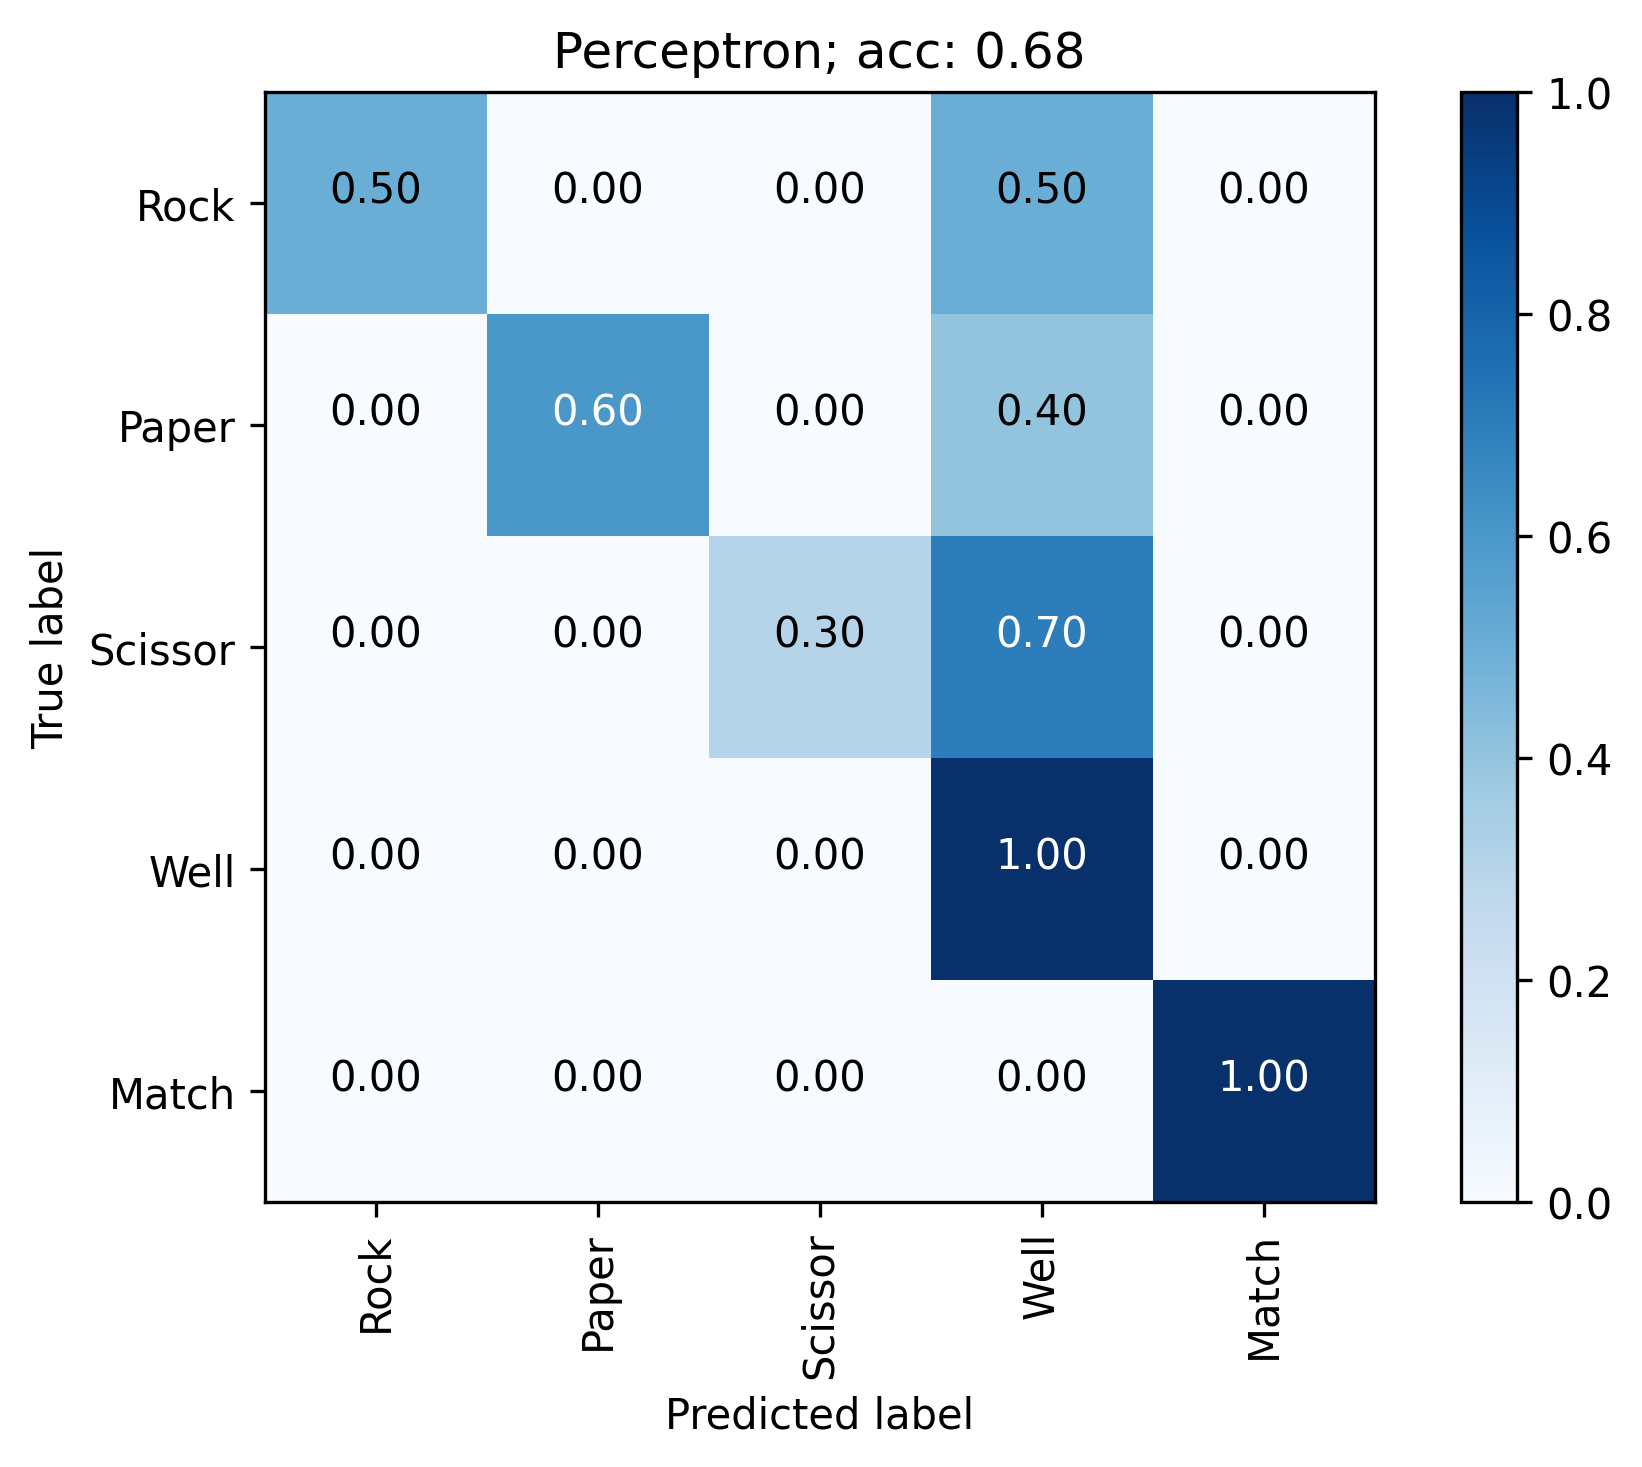 Perceptron; acc: 0.68
Rock 0.50 0.00 0.00 0.50 0.00
Paper 0.00 0.60 0.00 0.40 0.00
Scissor 0.00 0.00 0.30 0.70 0.00
Well 0.00 0.00 0.00 1.00 0.00
Match 0.00 0.00 0.00 0.00 1.00
True label
Rock Paper Scissor Well Match
Predicted label
1.0
0.8
0.6
0.4
0.2
0.0